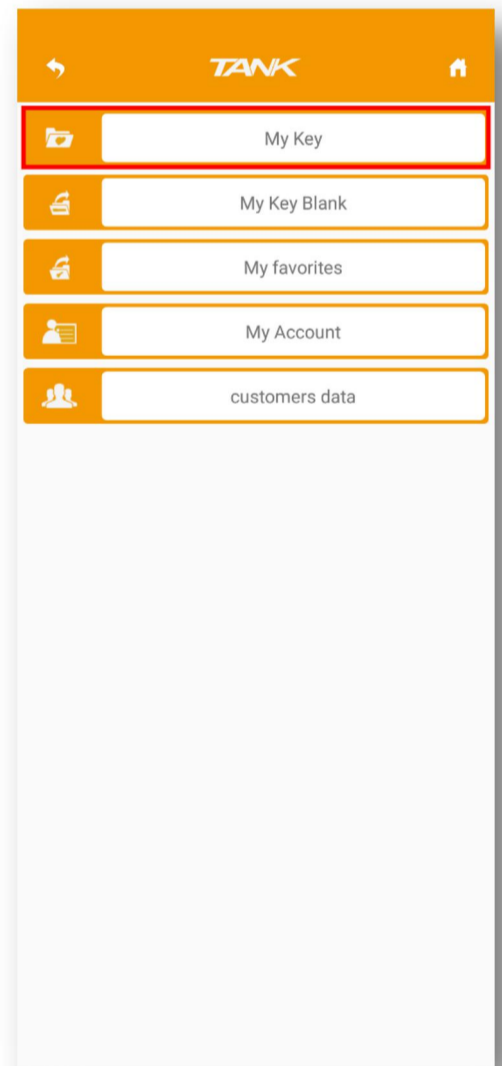 TANK
My Key
My Key Blank
My favorites
My Account
customers data